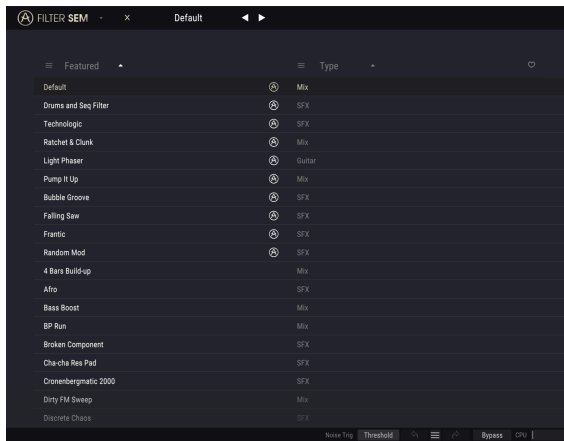 FILTER SEM - X Default
Featured Type
Default Mix
Drums and Seq Filter SFX
Technologic SFX
Ratchet & Clunk Mix
Light Phaser Guitar
Pump It Up Mix
Bubble Groove SFX
Falling Saw SFX
Frantic SFX
Random Mod SFX
4 Bars Build-up Mix
Afro SFX
Bass Boost Mix
BP Run Mix
Broken Component SFX
Cha-cha Res Pad SFX
Cronenbergmatic 2000 SFX
Dirty FM Sweep Mix
Discrete Chaos SFX
Noise Trig Threshold Bypass CPU